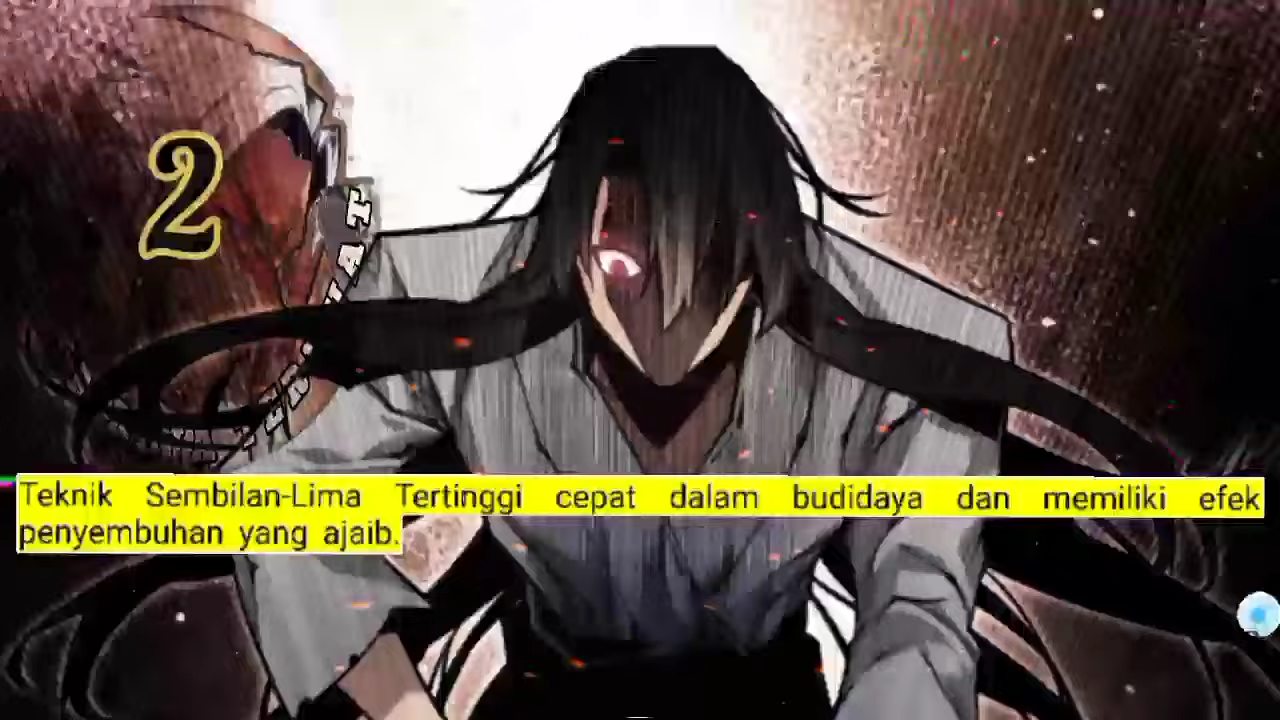 2
Teknik Sembilan-Lima Tertinggi cepat dalam budidaya dan memiliki efek
penyembuhan yang ajaib.